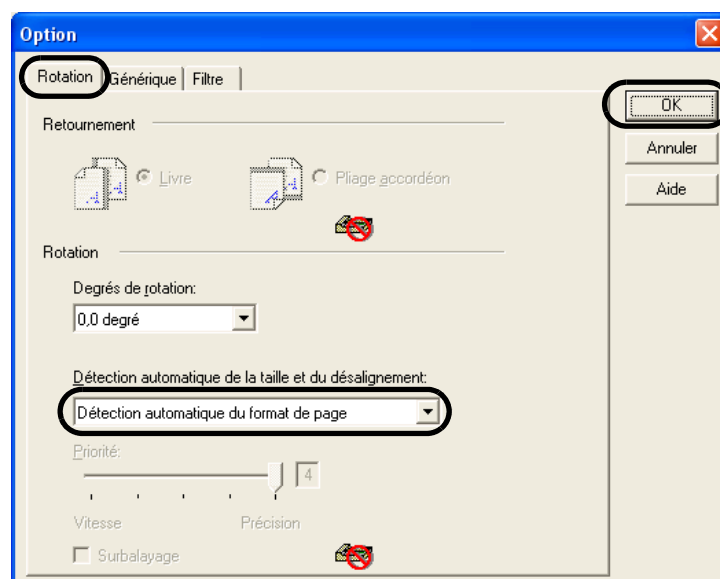 Option
Rotation Générique Filtre
OK
Annuler
Aide
Retournement
Livre Pliage accordéon
Rotation
Degrés de rotation:
0,0 degré
Détection automatique de la taille et du désalignement:
Détection automatique du format de page
Priorité:
4
Vitesse Précision
Surbalayage